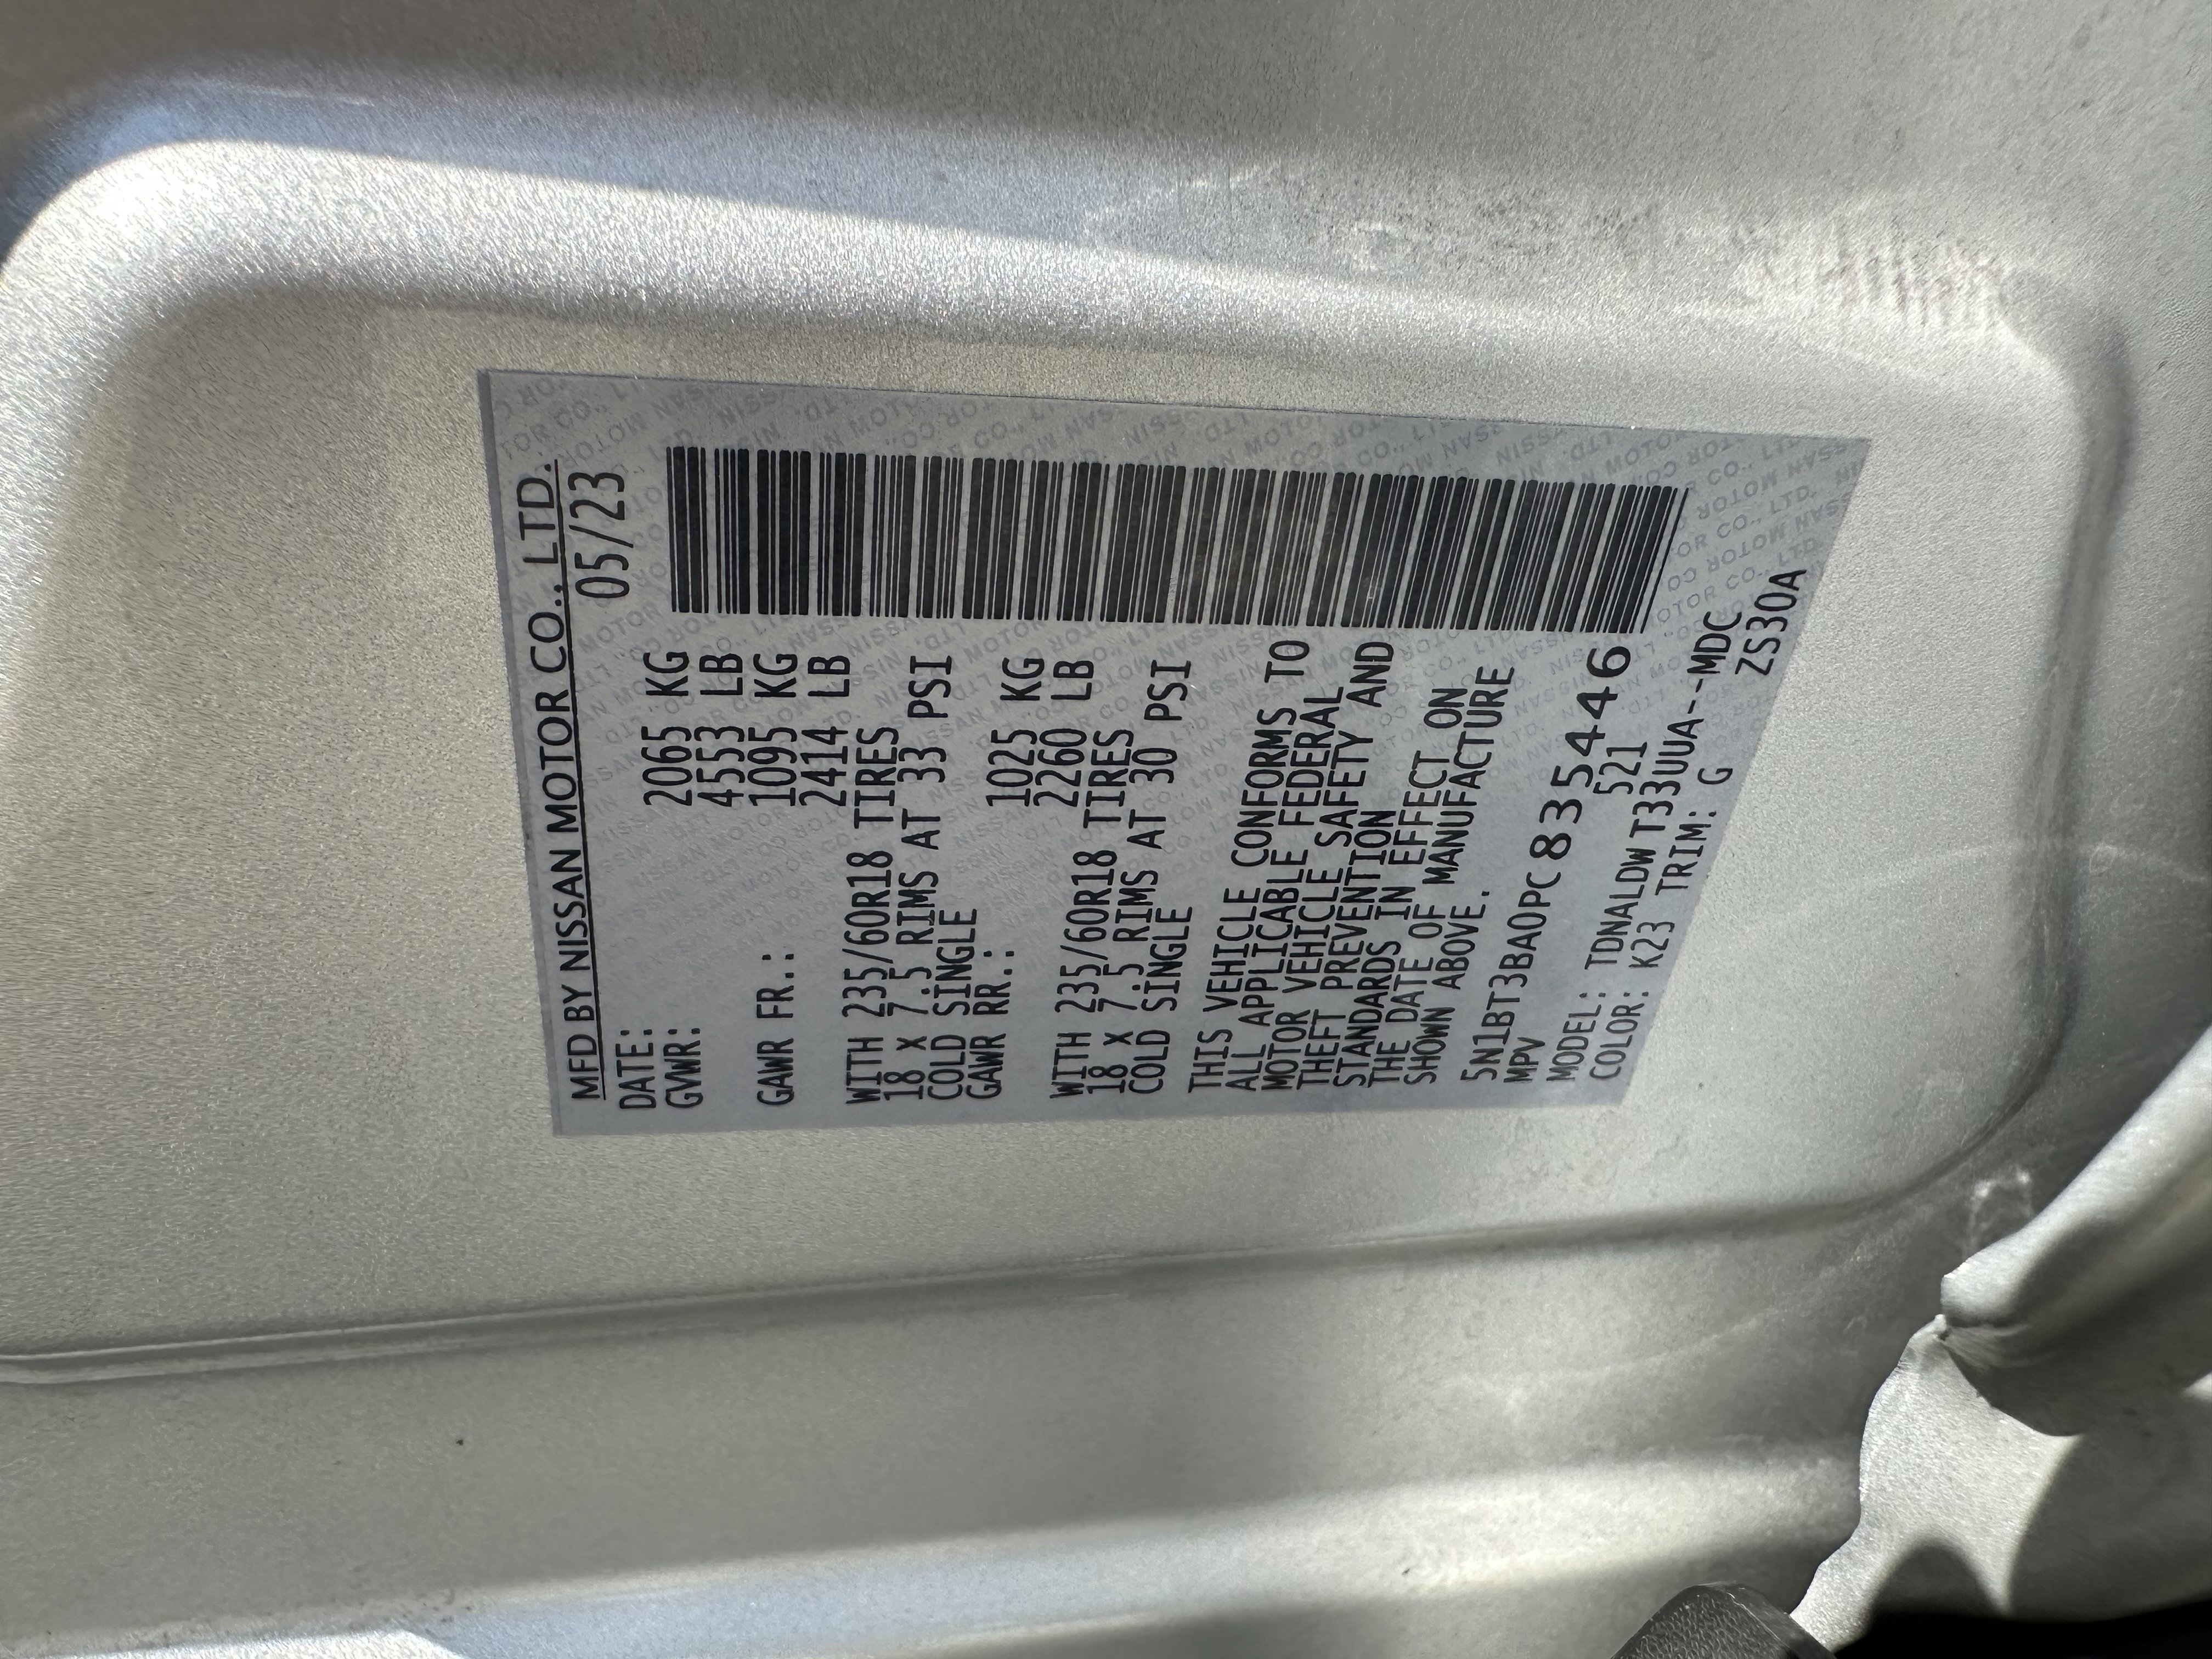 MFD BY NISSAN MOTOR CO., LTD.
DATE: 05/23
GVWR: 2065 KG
4553 LB
GAWR FR.: 1095 KG
2414 LB
WITH 235/60R18 TIRES
18 X 7.5 RIMS AT 33 PSI
COLD SINGLE
GAWR RR.: 1025 KG
2260 LB
WITH 235/60R18 TIRES
18 X 7.5 RIMS AT 30 PSI
COLD SINGLE
THIS VEHICLE CONFORMS TO
ALL APPLICABLE FEDERAL
MOTOR VEHICLE SAFETY AND
THEFT PREVENTION
STANDARDS IN EFFECT ON
THE DATE OF MANUFACTURE
SHOWN ABOVE.
5N1BT3BA0PC835446
MPV 521
MODEL: TDNALDWT33UUA--MDC
COLOR: K23 TRIM: G ZS30A